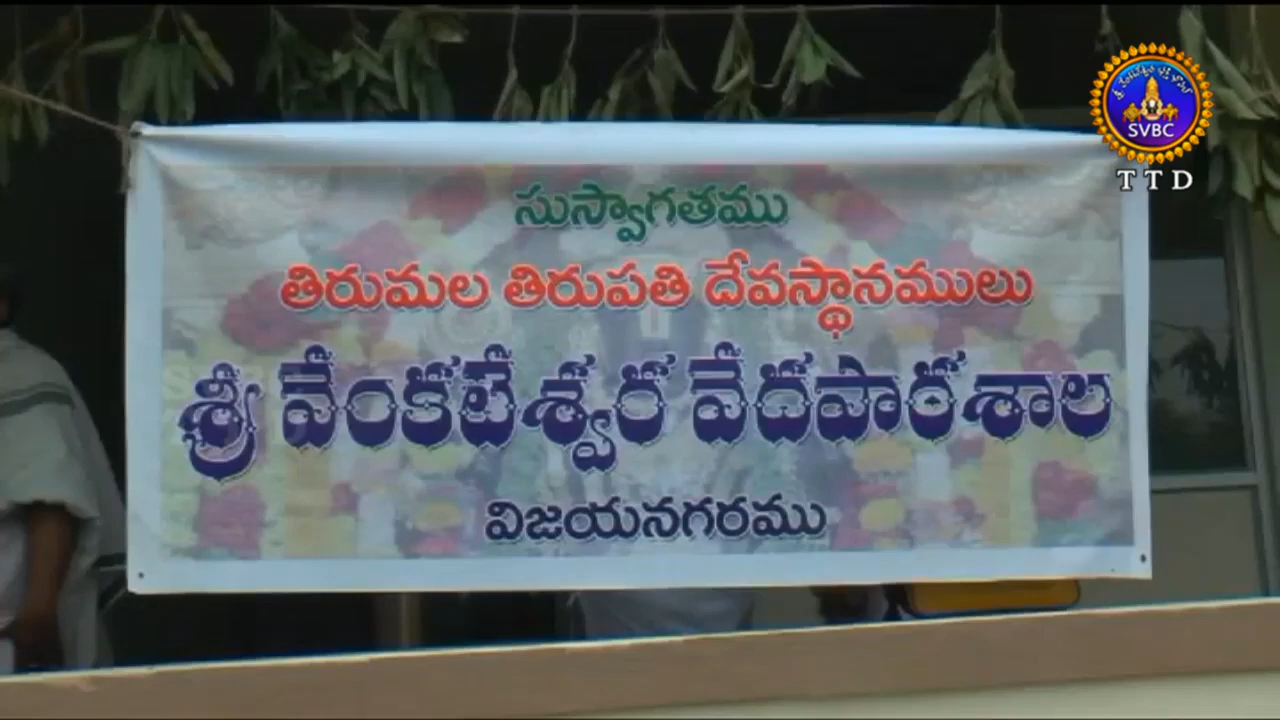 సుస్వాగతము
తిరుమల తిరుపతి దేవస్థానములు
శ్రీ వేంకటేశ్వర వేదపాఠశాల
విజయనగరము
SVBC
TTD